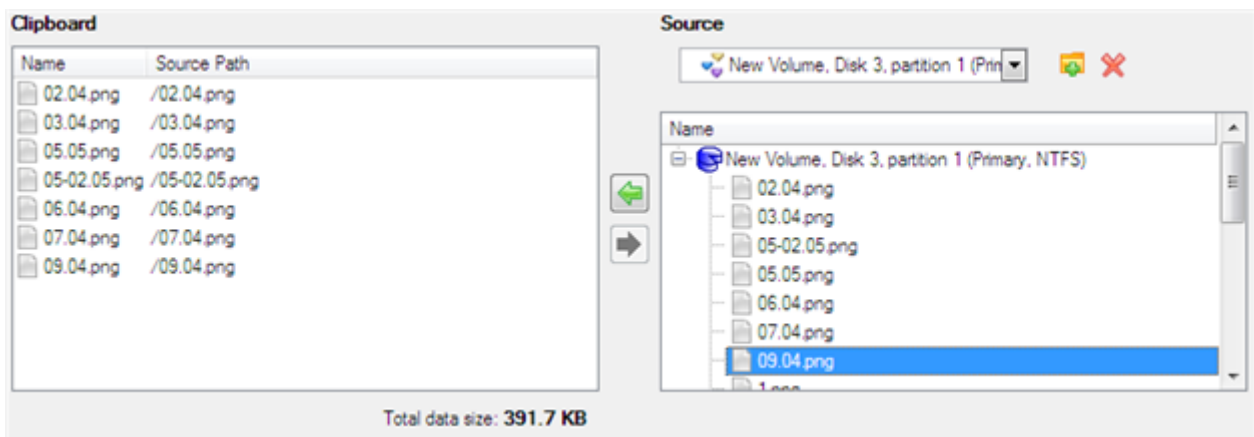 Clipboard
Name Source Path
02.04.png /02.04.png
03.04.png /03.04.png
05.05.png /05.05.png
05-02.05.png /05-02.05.png
06.04.png /06.04.png
07.04.png /07.04.png
09.04.png /09.04.png
Total data size: 391.7 KB
Source
New Volume, Disk 3, partition 1 (Prin
Name
New Volume, Disk 3, partition 1 (Primary, NTFS)
02.04.png
03.04.png
05-02.05.png
05.05.png
06.04.png
07.04.png
09.04.png
1.png